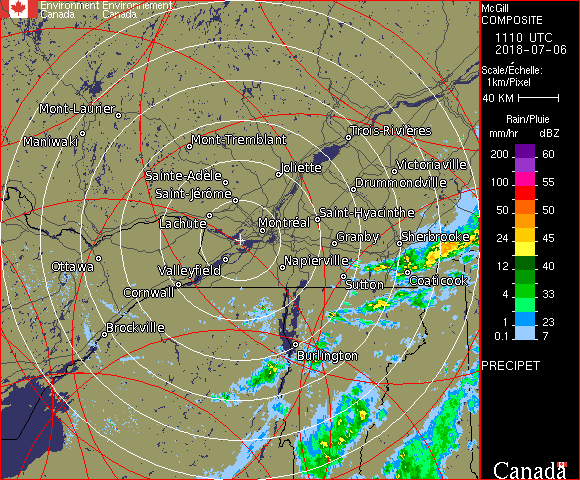 Environment Environnement
Canada Canada
McGill
COMPOSITE
1110 UTC
2018-07-06
Scale/Échelle:
1km/Pixel
40 KM
Rain/Pluie
mm/hr dBZ
200 60
100 55
50 50
24 45
12 40
4 33
1 23
0.1 7
PRECIPET
Canada
Mont-Laurier
Maniwaki
Mont-Tremblant
Trois-Rivières
Sainte-Adèle
Joliette
Victoriaville
Saint-Jérôme
Drummondville
Lachute
Montréal
Saint-Hyacinthe
Granby
Sherbrooke
Ottawa
Valleyfield
Napierville
Cornwall
Sutton
Coaticook
Brockville
Burlington